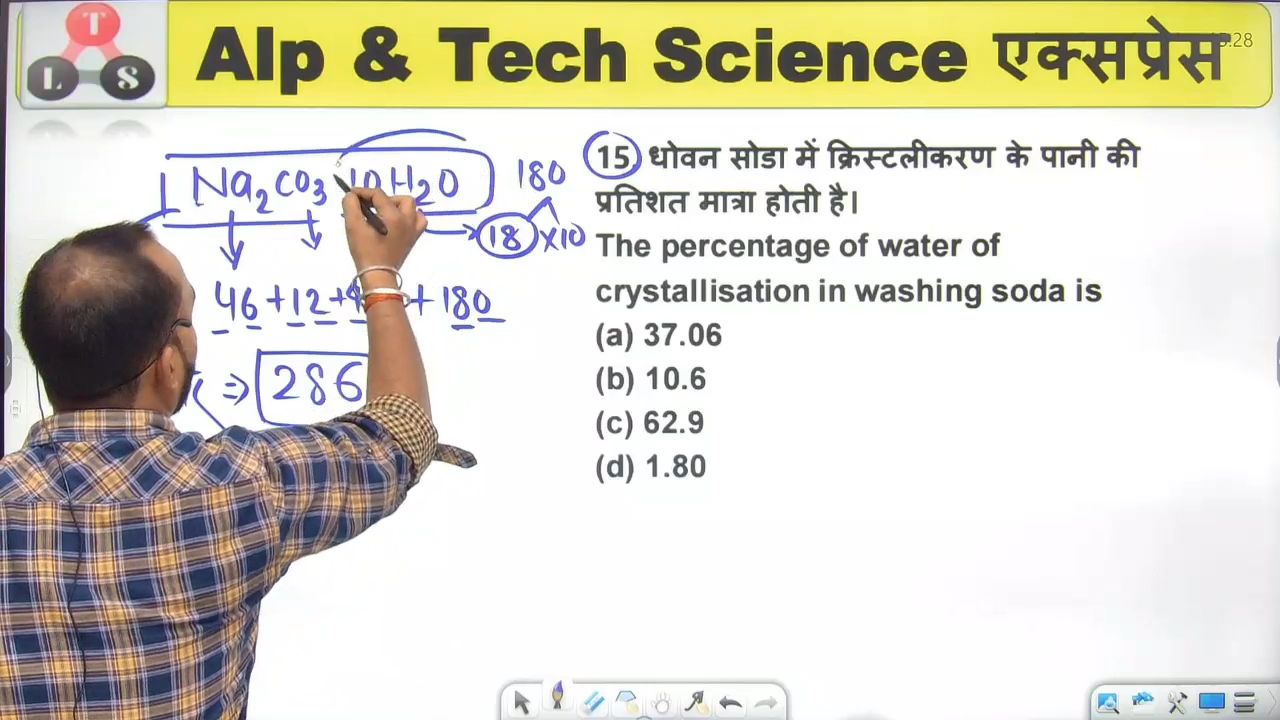 T
L S
Alp & Tech Science एक्सप्रेस
:28
Na2CO3 10H2O 180
18 x10
46 + 12 + + 180
=> 286
15. धोवन सोडा में क्रिस्टलीकरण के पानी की
प्रतिशत मात्रा होती है।
The percentage of water of
crystallisation in washing soda is
(a) 37.06
(b) 10.6
(c) 62.9
(d) 1.80